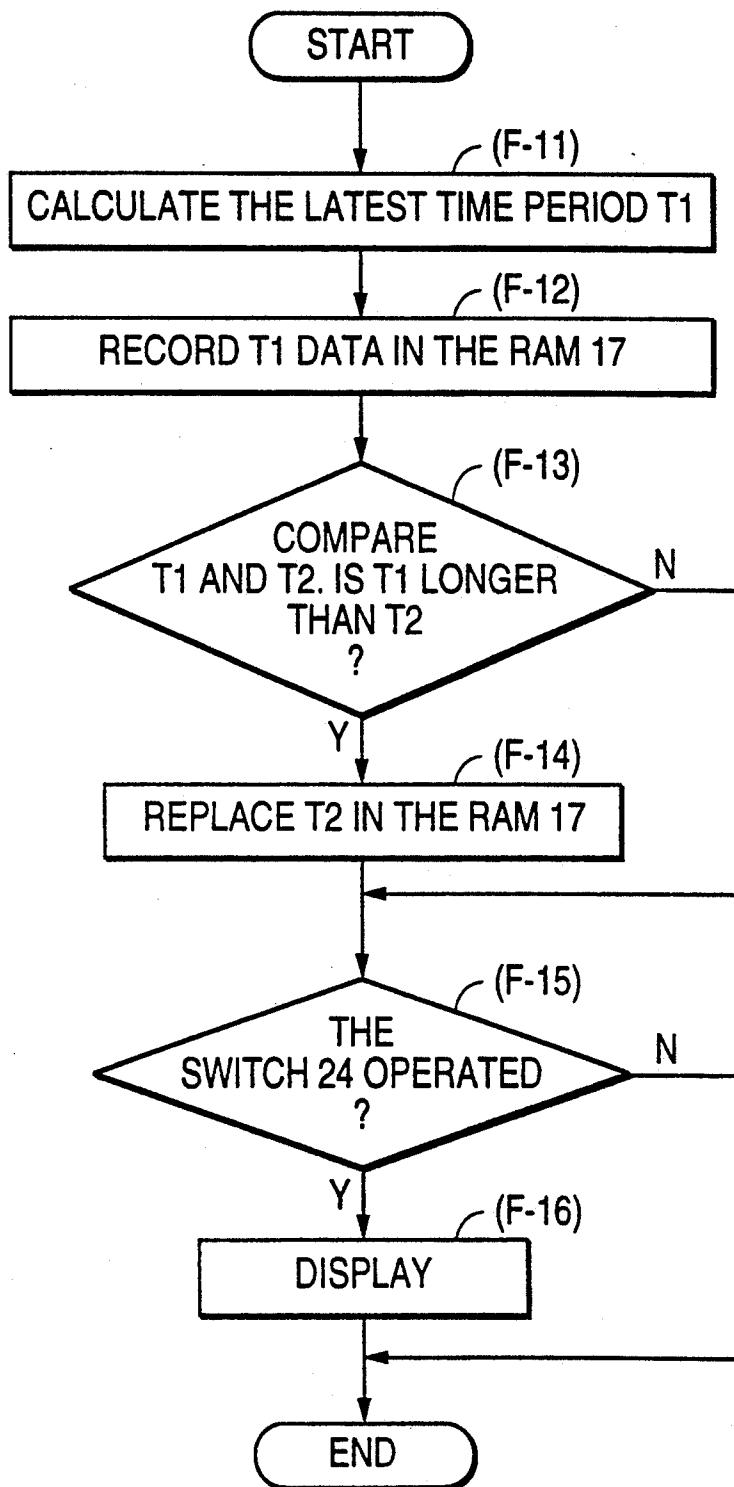 START
(F-11)
CALCULATE THE LATEST TIME PERIOD T1
(F-12)
RECORD T1 DATA IN THE RAM 17
(F-13)
COMPARE
T1 AND T2. IS T1 LONGER
THAN T2
?
N
Y
(F-14)
REPLACE T2 IN THE RAM 17
(F-15)
THE
SWITCH 24 OPERATED
?
N
Y
(F-16)
DISPLAY
END